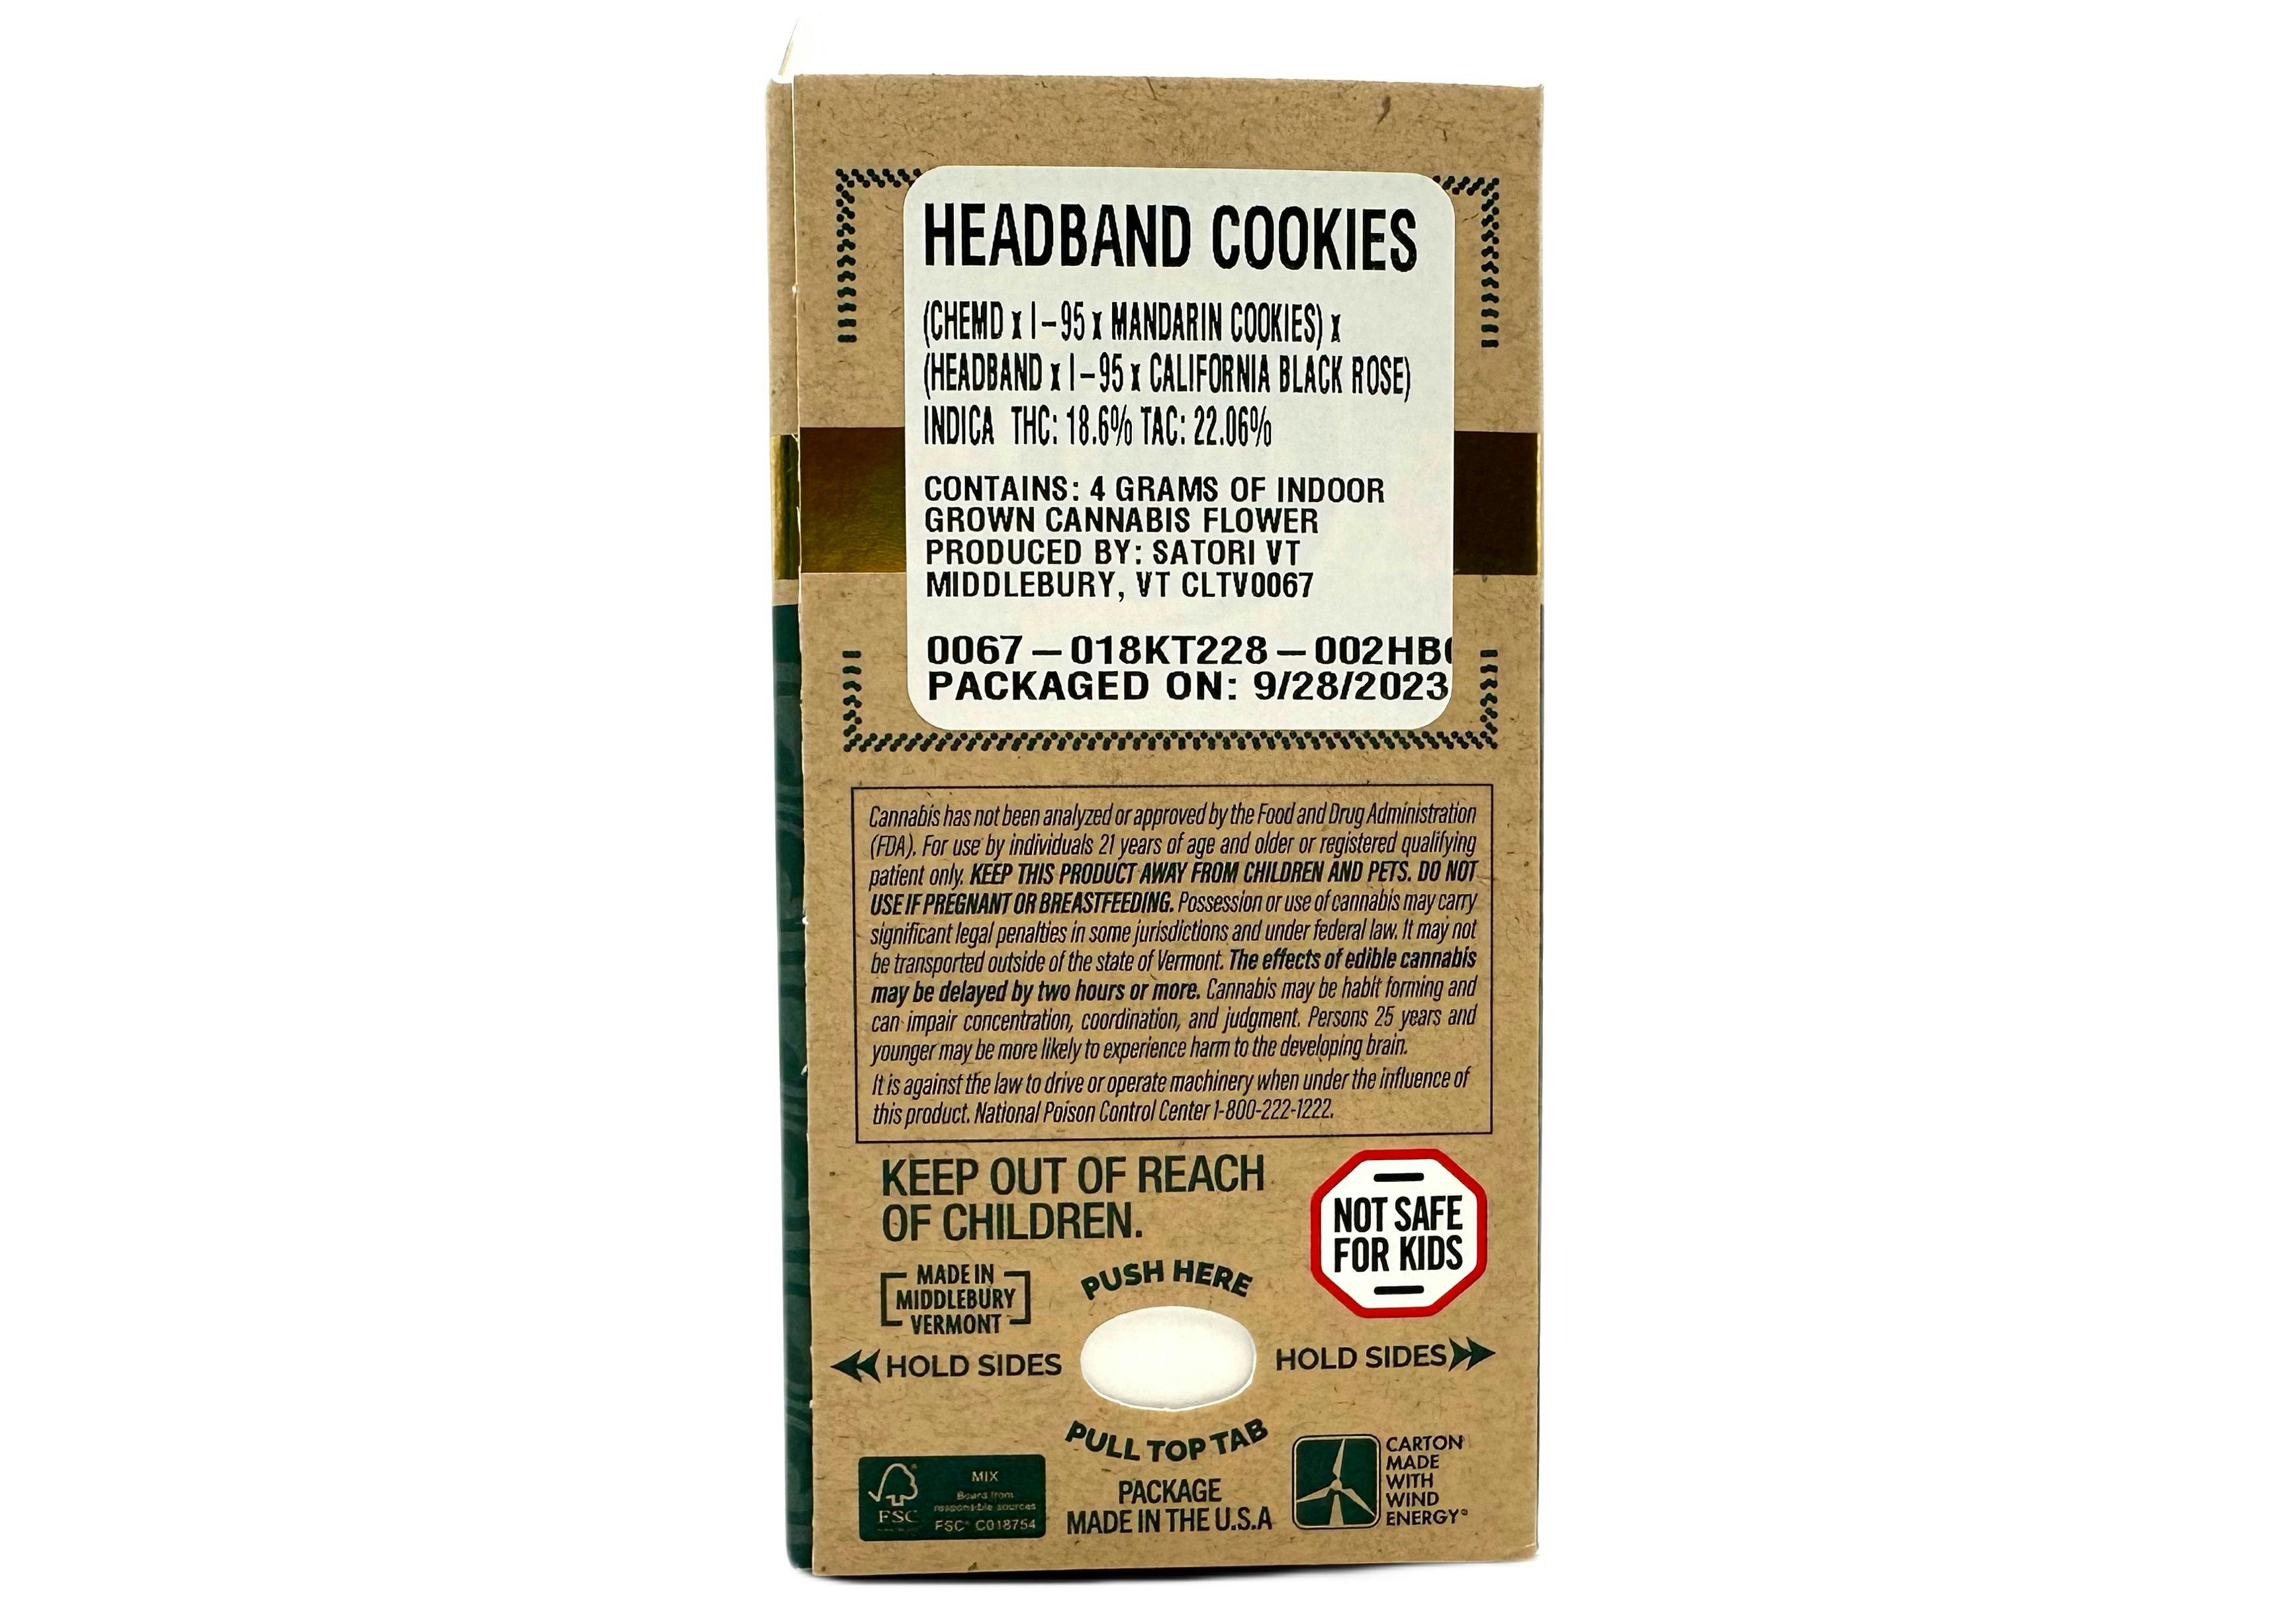 HEADBAND COOKIES
(CHEMD x I-95 x MANDARIN COOKIES) x
(HEADBAND x I-95 x CALIFORNIA BLACK ROSE)
INDICA THC: 18.6% TAC: 22.06%
CONTAINS: 4 GRAMS OF INDOOR
GROWN CANNABIS FLOWER
PRODUCED BY: SATORI VT
MIDDLEBURY, VT CLTV0067
0067-018KT228-002HB
PACKAGED ON: 9/28/2023
Cannabis has not been analyzed or approved by the Food and Drug Administration
(FDA). For use by individuals 21 years of age and older or registered qualifying
patient only. KEEP THIS PRODUCT AWAY FROM CHILDREN AND PETS. DO NOT
USE IF PREGNANT OR BREASTFEEDING. Possession or use of cannabis may carry
significant legal penalties in some jurisdictions and under federal law. It may not
be transported outside of the state of Vermont. The effects of edible cannabis
may be delayed by two hours or more. Cannabis may be habit forming and
can impair concentration, coordination, and judgment. Persons 25 years and
younger may be more likely to experience harm to the developing brain.
It is against the law to drive or operate machinery when under the influence of
this product. National Poison Control Center 1-800-222-1222.
KEEP OUT OF REACH
OF CHILDREN.
NOT SAFE
FOR KIDS
MADE IN
MIDDLEBURY
VERMONT
PUSH HERE
HOLD SIDES
HOLD SIDES
PULL TOP TAB
PACKAGE
MADE IN THE U.S.A
FSC
MIX
Board from
responsible sources
FSC® C018754
CARTON
MADE
WITH
WIND
ENERGY®